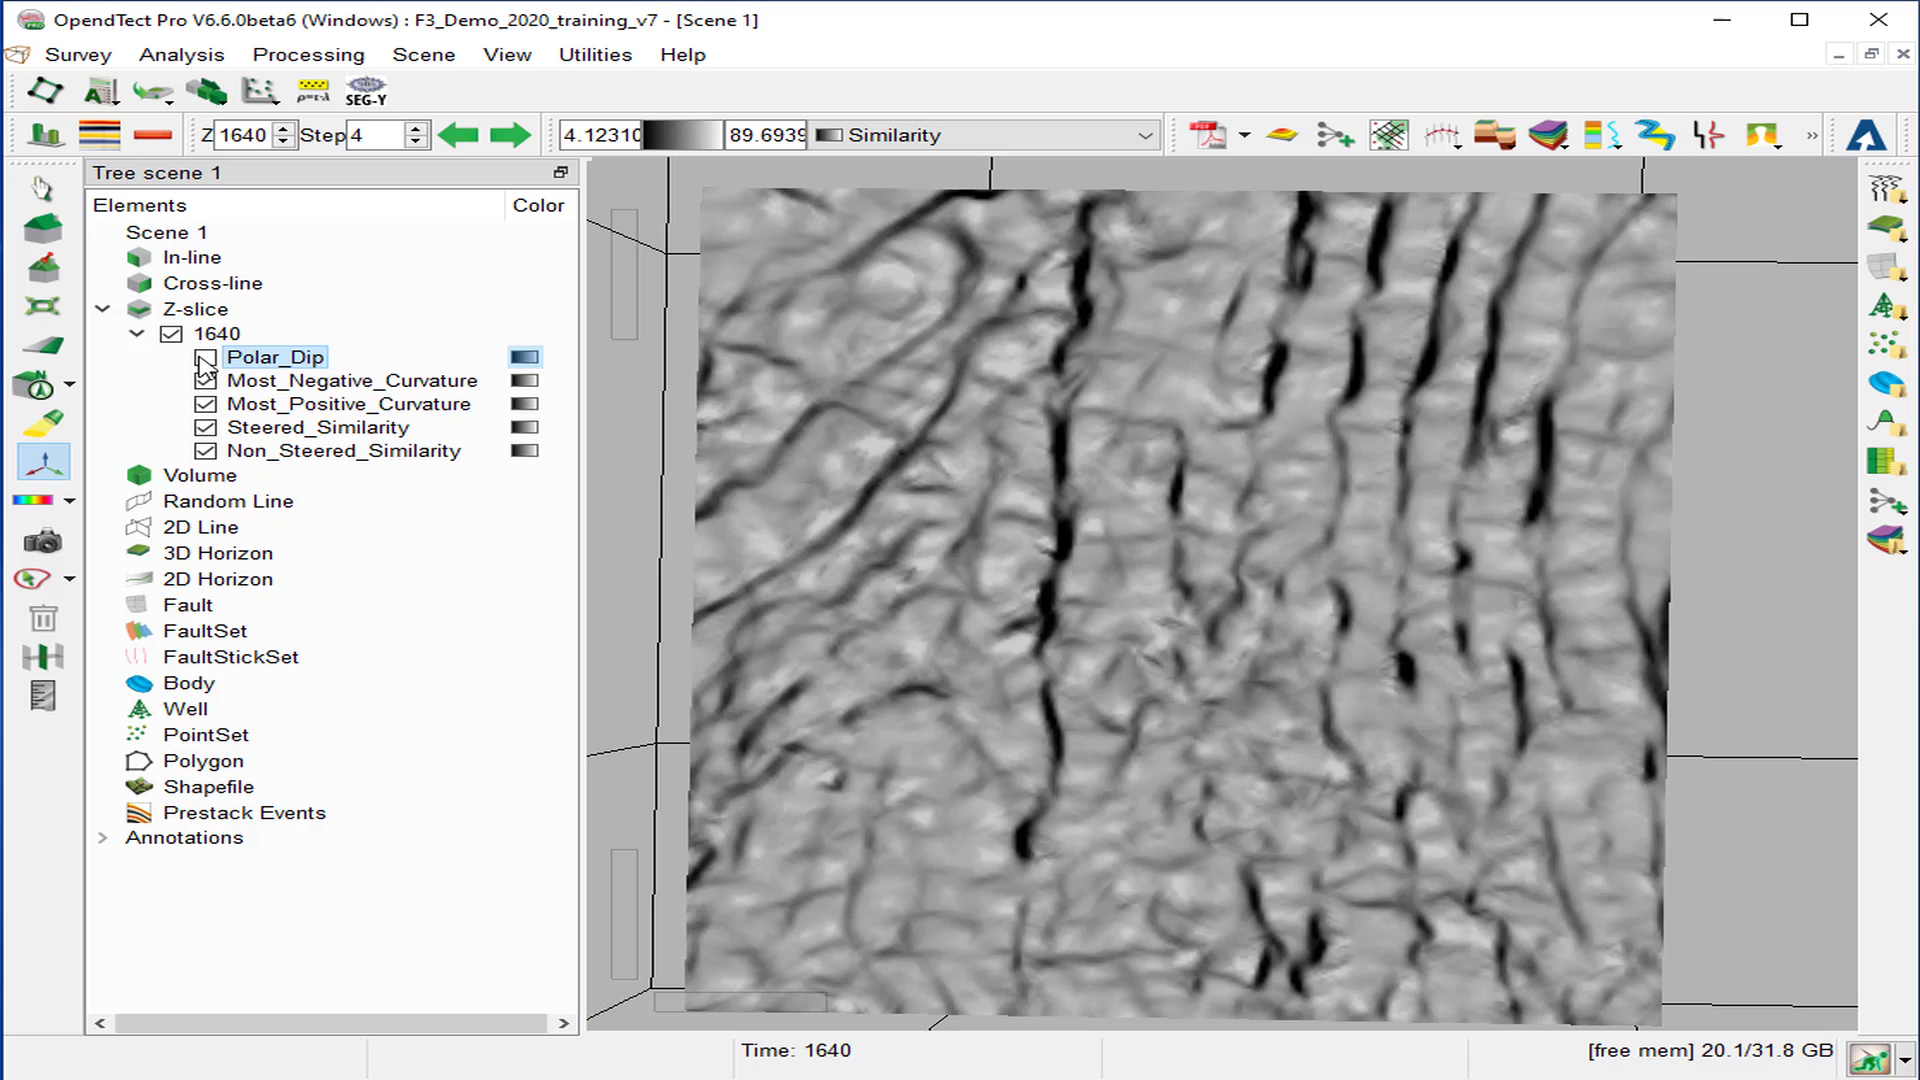 OpendTect Pro V6.6.0beta6 (Windows) : F3_Demo_2020_training_v7 - [Scene 1]
Survey Analysis Processing Scene View Utilities Help
ρ=τ·λ
SEG-Y
Z 1640 Step 4 4.12310 89.6939 Similarity
PDF
Tree scene 1
Elements Color
Scene 1
In-line
Cross-line
Z-slice
1640
Polar_Dip
Most_Negative_Curvature
Most_Positive_Curvature
Steered_Similarity
Non_Steered_Similarity
Volume
Random Line
2D Line
3D Horizon
2D Horizon
Fault
FaultSet
FaultStickSet
Body
Well
PointSet
Polygon
Shapefile
Prestack Events
Annotations
N
Time: 1640
[free mem] 20.1/31.8 GB